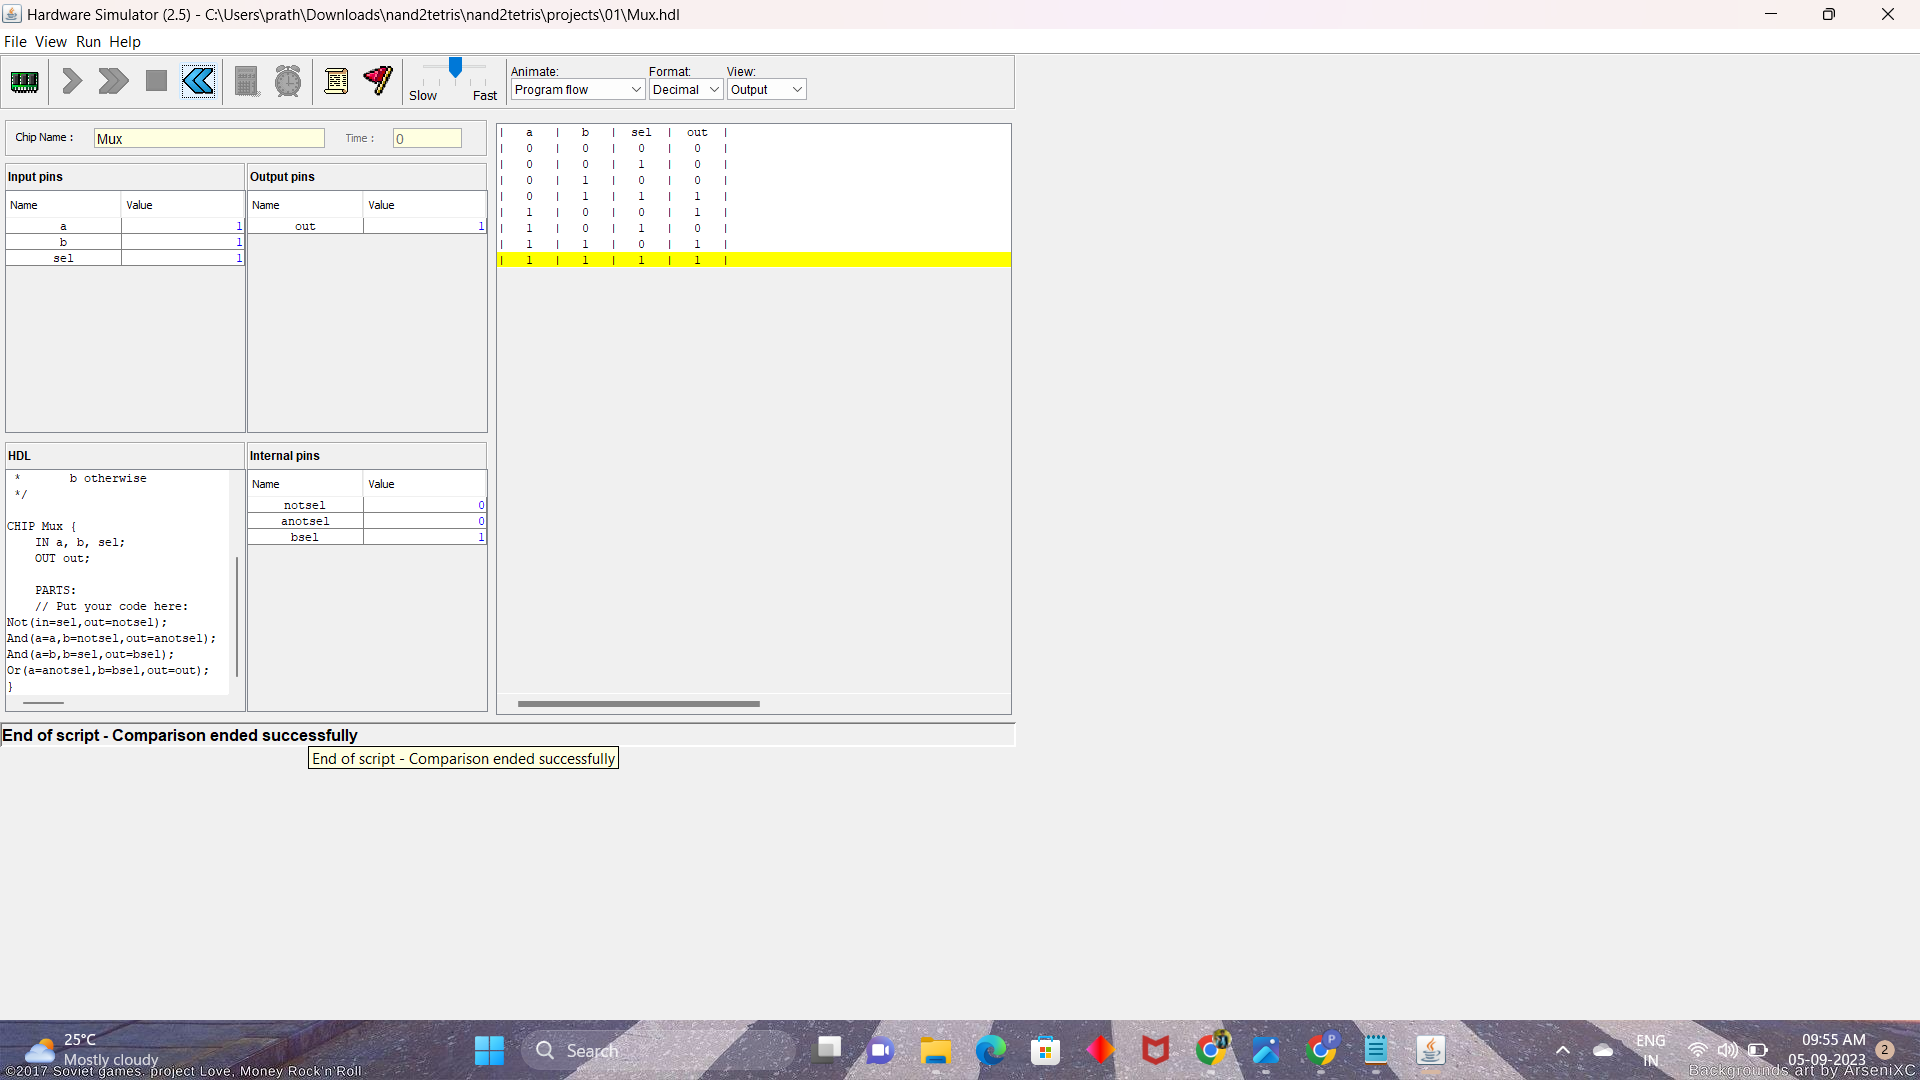 Hardware Simulator (2.5) - C:\Users\prath\Downloads\nand2tetris\nand2tetris\projects\01\Mux.hdl
File View Run Help
Slow Fast
Animate: Format: View:
Program flow Decimal Output
Chip Name : Mux Time : 0
Input pins
Name Value
a 1
b 1
sel 1
Output pins
Name Value
out 1
| a | b | sel | out |
| 0 | 0 | 0 | 0 |
| 0 | 0 | 1 | 0 |
| 0 | 1 | 0 | 0 |
| 0 | 1 | 1 | 1 |
| 1 | 0 | 0 | 1 |
| 1 | 0 | 1 | 0 |
| 1 | 1 | 0 | 1 |
| 1 | 1 | 1 | 1 |
HDL
* b otherwise
*/
CHIP Mux {
IN a, b, sel;
OUT out;
PARTS:
// Put your code here:
Not(in=sel,out=notsel);
And(a=a,b=notsel,out=anotsel);
And(a=b,b=sel,out=bsel);
Or(a=anotsel,b=bsel,out=out);
}
Internal pins
Name Value
notsel 0
anotsel 0
bsel 1
End of script - Comparison ended successfully
End of script - Comparison ended successfully
25°C
Mostly cloudy
©2017 Soviet games. project Love, Money Rock'n'Roll
Search
P
ENG
IN
09:55 AM
05-09-2023
2
Backgrounds art by ArseniXC